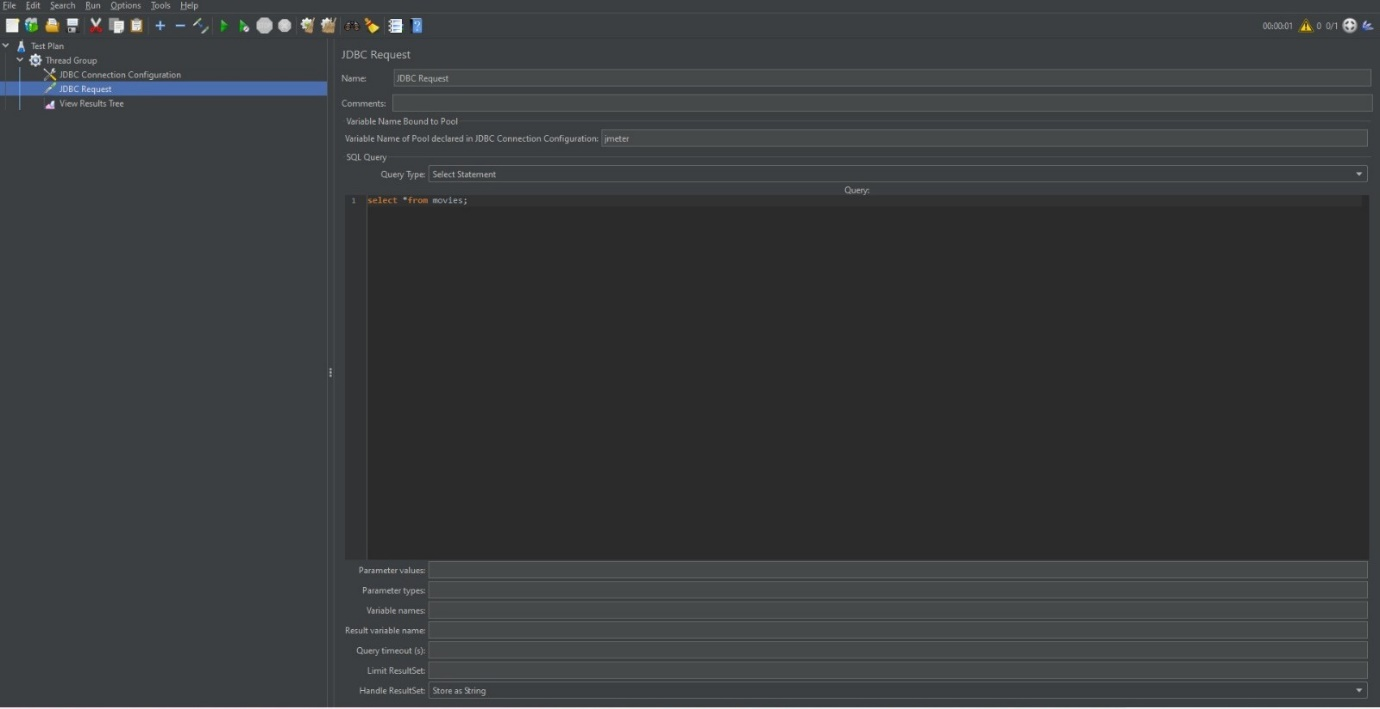 File Edit Search Run Options Tools Help
00:00:01 0 0/1
Test Plan
Thread Group
JDBC Connection Configuration
JDBC Request
View Results Tree
JDBC Request
Name: JDBC Request
Comments:
Variable Name Bound to Pool
Variable Name of Pool declared in JDBC Connection Configuration: jmeter
SQL Query
Query Type: Select Statement
Query:
1 select *from movies;
Parameter values:
Parameter types:
Variable names:
Result variable name:
Query timeout (s):
Limit ResultSet:
Handle ResultSet: Store as String